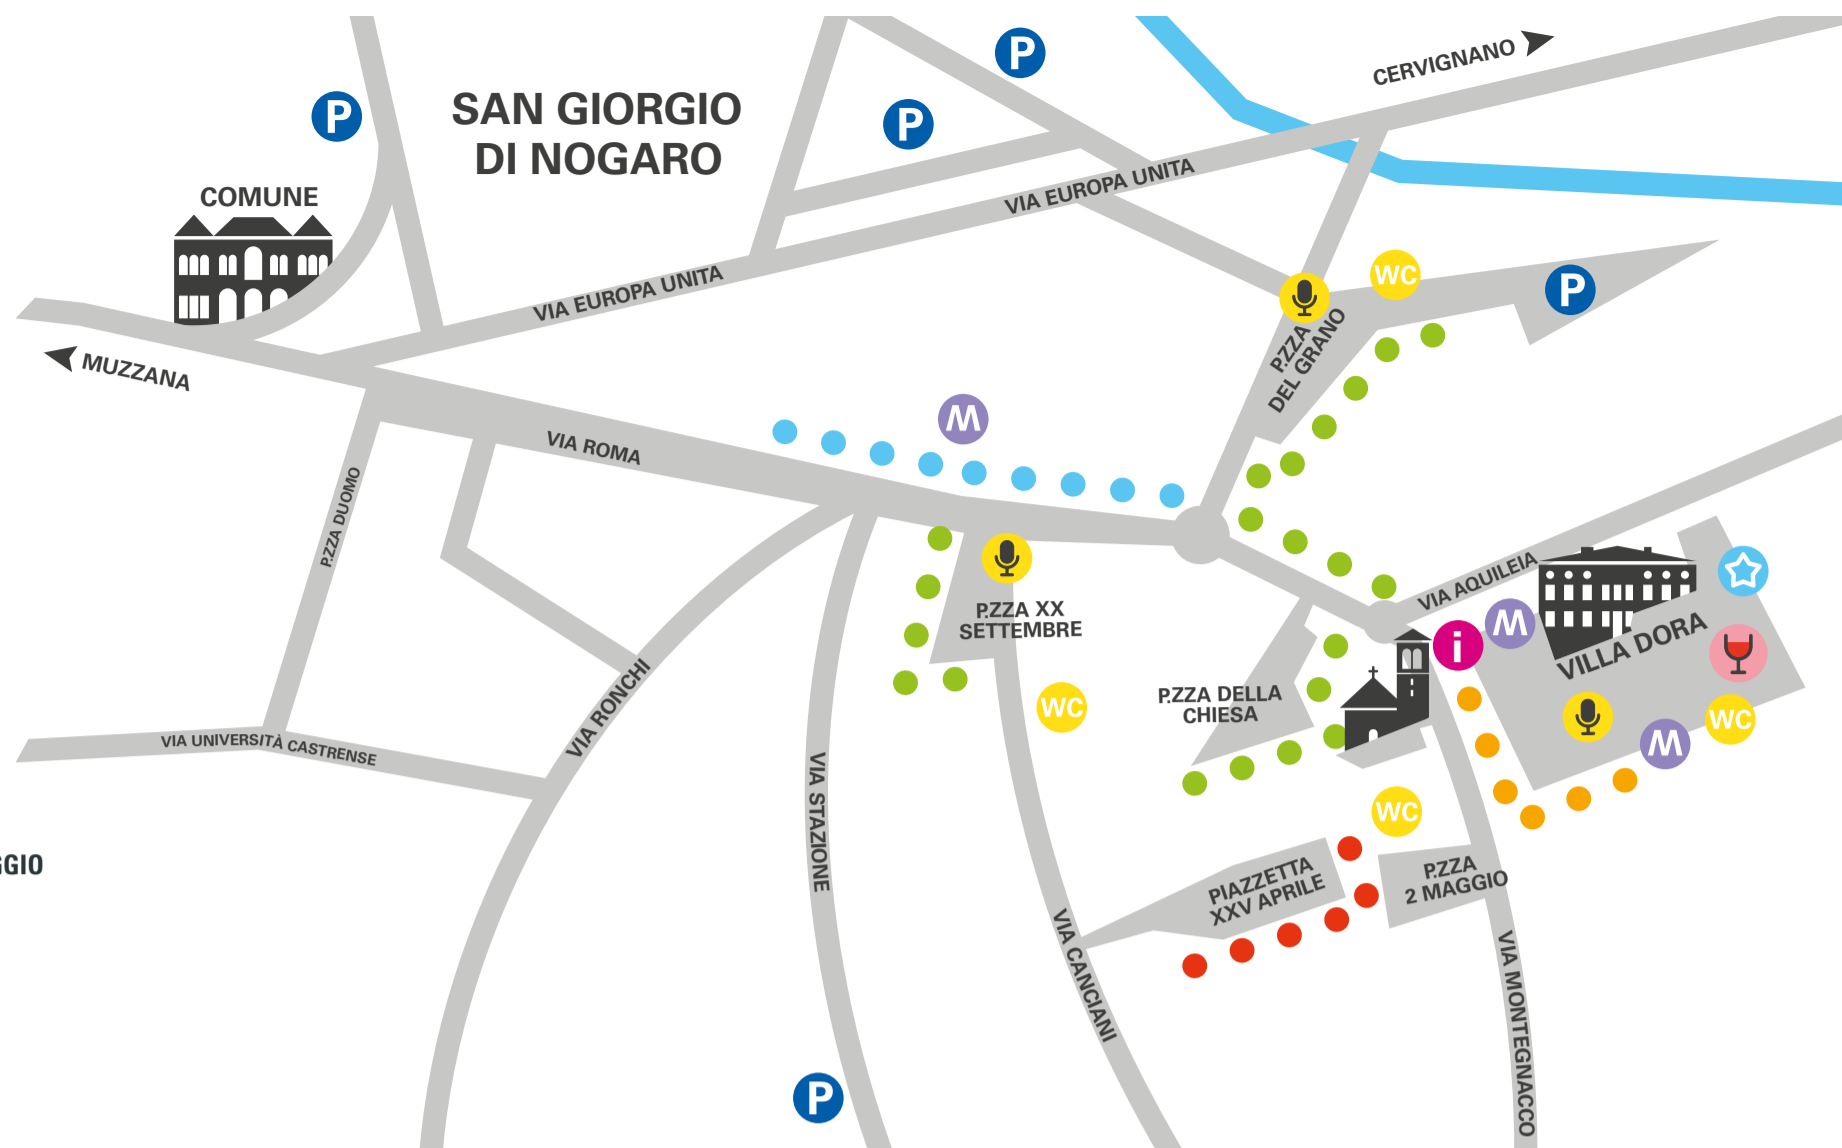 P
CERVIGNANO
P
SAN GIORGIO
DI NOGARO
P
COMUNE
VIA EUROPA UNITA
VIA EUROPA UNITA
WC
P
P.ZZA
DEL GRANO
MUZZANA
VIA ROMA
M
P.ZZA DUOMO
VIA AQUILEIA
P.ZZA XX
SETTEMBRE
i
M
VILLA DORA
WC
P.ZZA DELLA
CHIESA
WC
M
VIA RONCHI
VIA UNIVERSITÀ CASTRENSE
VIA STAZIONE
WC
GGIO
PIAZZETTA
XXV APRILE
P.ZZA
2 MAGGIO
VIA CANCIANI
VIA MONTEGNACCO
P